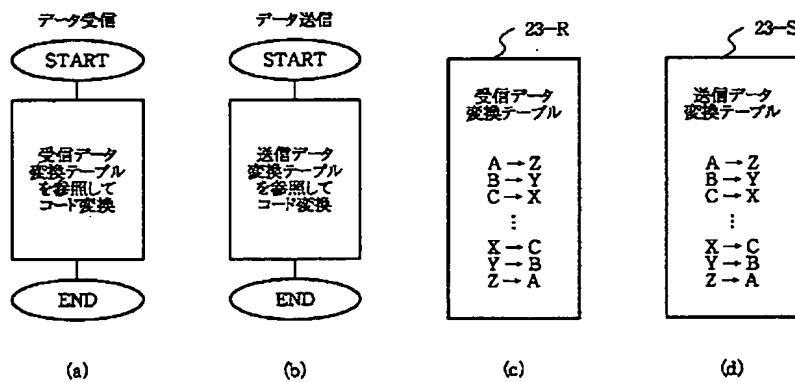 データ受信
START
受信データ
変換テーブル
を参照して
コード変換
END
(a)
データ送信
START
送信データ
変換テーブル
を参照して
コード変換
END
(b)
23-R
受信データ
変換テーブル
A→Z
B→Y
C→X
⋮
X→C
Y→B
Z→A
(c)
23-S
送信データ
変換テーブル
A→Z
B→Y
C→X
⋮
X→C
Y→B
Z→A
(d)